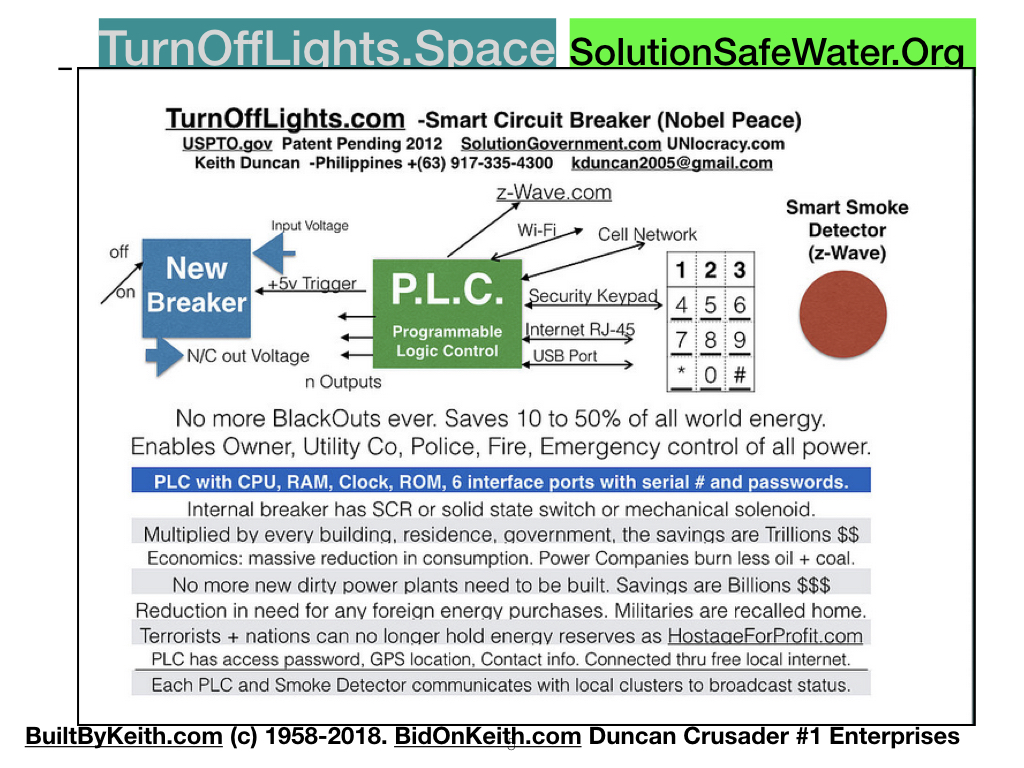 TurnOffLights.Space SolutionSafeWater.Org
TurnOffLights.com -Smart Circuit Breaker (Nobel Peace)
USPTO.gov Patent Pending 2012 SolutionGovernment.com UNIocracy.com
Keith Duncan -Philippines +(63) 917-335-4300 kduncan2005@gmail.com
z-Wave.com
Smart Smoke
Detector
(z-Wave)
Input Voltage
Wi-Fi
Cell Network
off
on
New
Breaker
+5v Trigger
P.L.C.
Programmable
Logic Control
Security Keypad
Internet RJ-45
USB Port
1 2 3
4 5 6
7 8 9
* 0 #
N/C out Voltage
n Outputs
No more BlackOuts ever. Saves 10 to 50% of all world energy.
Enables Owner, Utility Co, Police, Fire, Emergency control of all power.
PLC with CPU, RAM, Clock, ROM, 6 interface ports with serial # and passwords.
Internal breaker has SCR or solid state switch or mechanical solenoid.
Multiplied by every building, residence, government, the savings are Trillions $$
Economics: massive reduction in consumption. Power Companies burn less oil + coal.
No more new dirty power plants need to be built. Savings are Billions $$$
Reduction in need for any foreign energy purchases. Militaries are recalled home.
Terrorists + nations can no longer hold energy reserves as HostageForProfit.com
PLC has access password, GPS location, Contact info. Connected thru free local internet.
Each PLC and Smoke Detector communicates with local clusters to broadcast status.
BuiltByKeith.com (c) 1958-2018. BidOnKeith.com Duncan Crusader #1 Enterprises